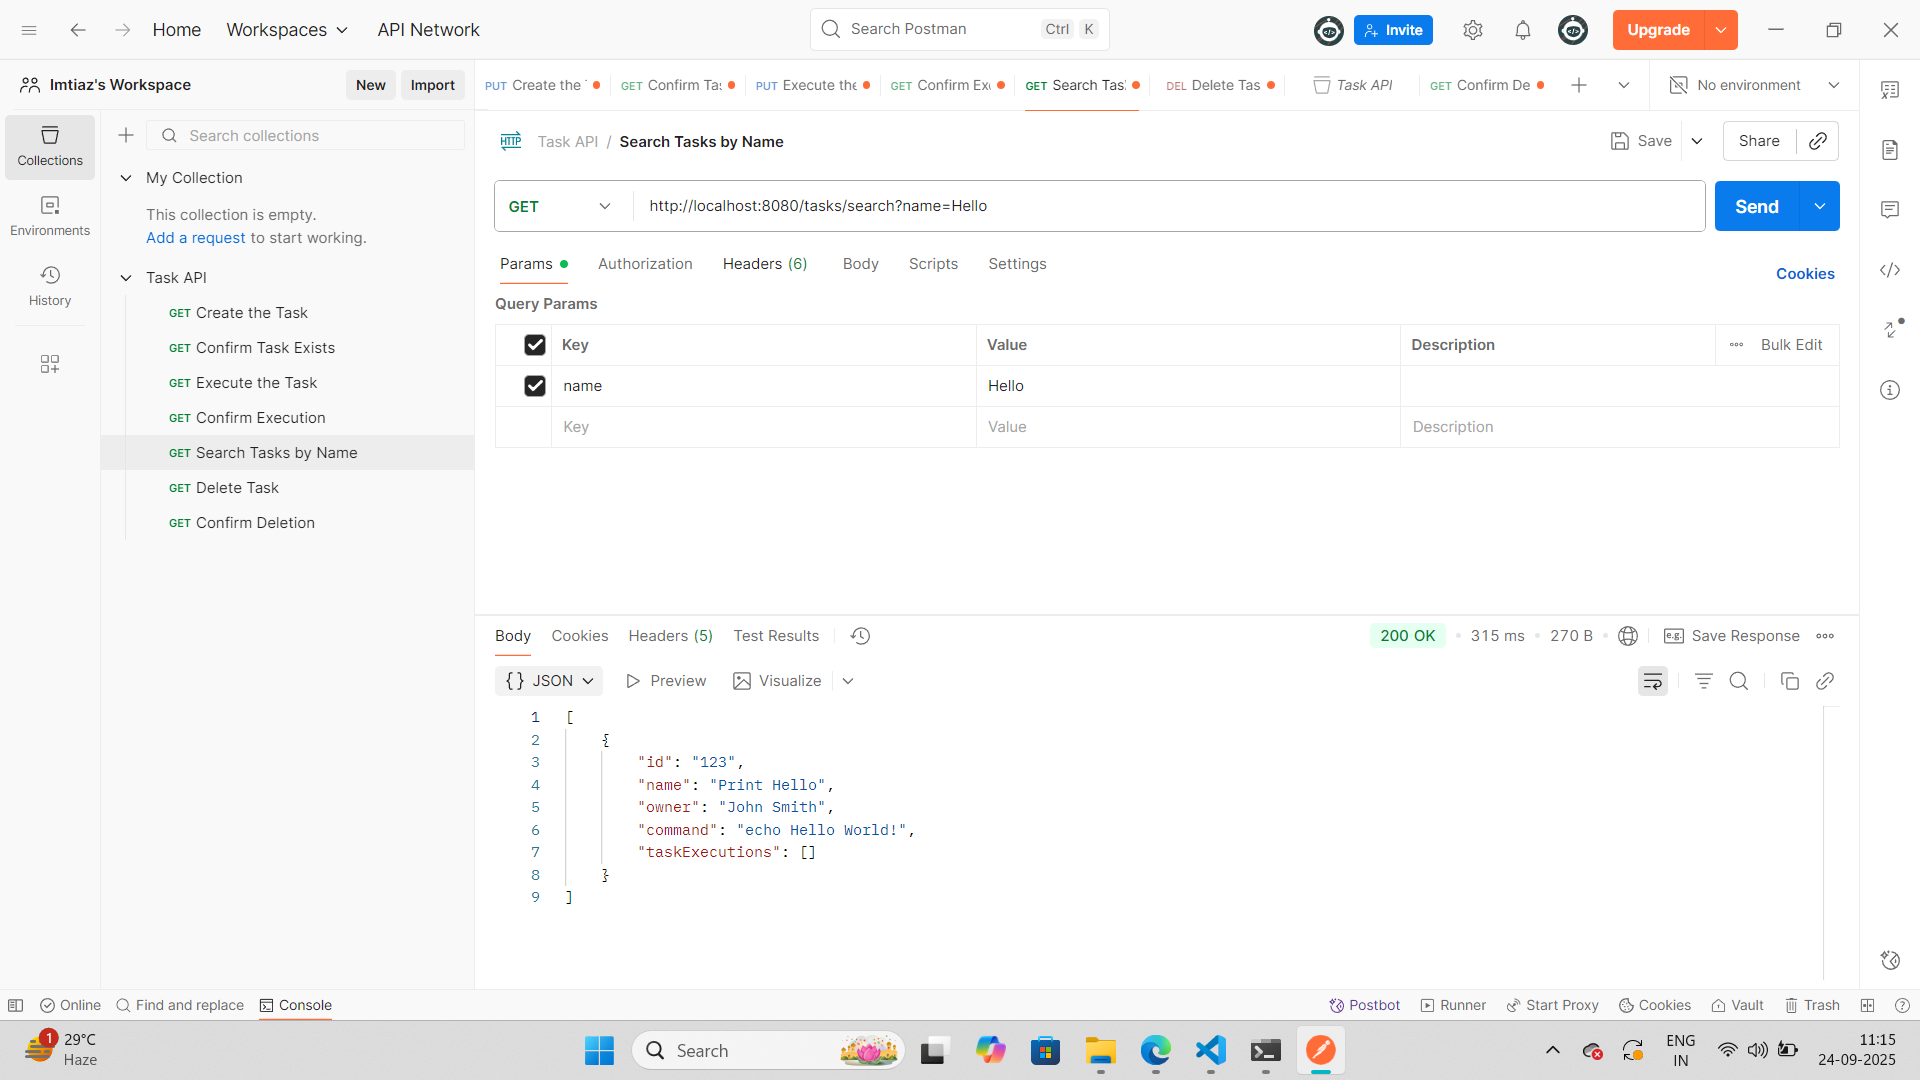 Home
Workspaces
API Network
Search Postman
Ctrl
K
Invite
Upgrade
Imtiaz's Workspace
New
Import
PUT Create the
GET Confirm Tas
PUT Execute the
GET Confirm Ex
GET Search Tas
DEL Delete Tas
Task API
GET Confirm De
No environment
Collections
Search collections
Environments
History
My Collection
This collection is empty.
Add a request to start working.
Task API
GET Create the Task
GET Confirm Task Exists
GET Execute the Task
GET Confirm Execution
GET Search Tasks by Name
GET Delete Task
GET Confirm Deletion
HTTP
Task API / Search Tasks by Name
Save
Share
GET
http://localhost:8080/tasks/search?name=Hello
Send
Params
Authorization
Headers (6)
Body
Scripts
Settings
Cookies
Query Params
Key
Value
Description
Bulk Edit
name
Hello
Key
Value
Description
Body
Cookies
Headers (5)
Test Results
200 OK
315 ms
270 B
e.g.
Save Response
{} JSON
Preview
Visualize
1 [
2 {
3 "id": "123",
4 "name": "Print Hello",
5 "owner": "John Smith",
6 "command": "echo Hello World!",
7 "taskExecutions": []
8 }
9 ]
Online
Find and replace
Console
Postbot
Runner
Start Proxy
Cookies
Vault
Trash
1
29°C
Haze
Search
ENG
IN
11:15
24-09-2025